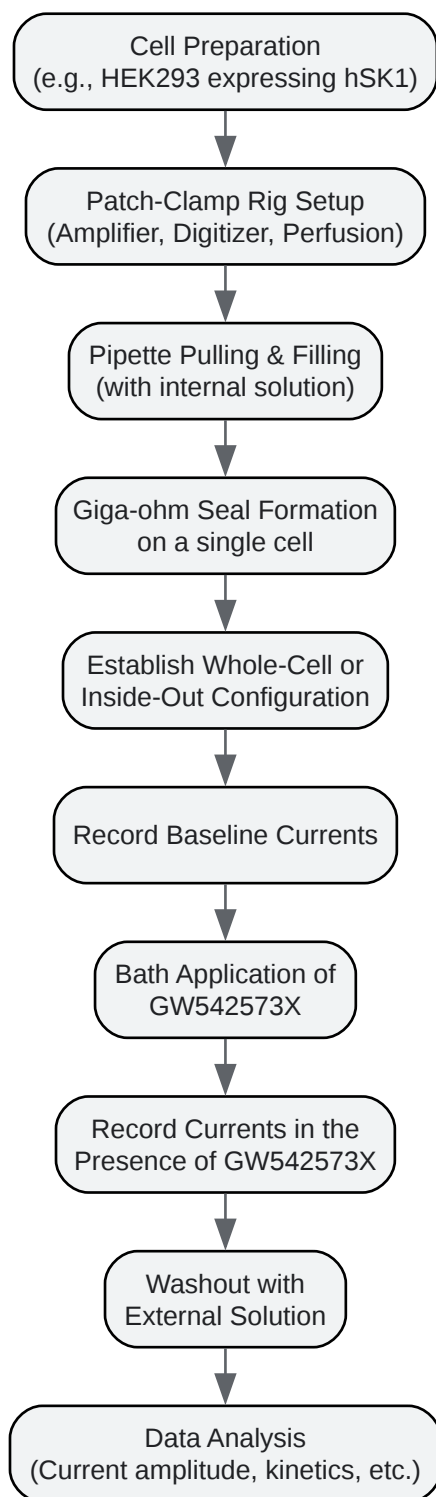 Cell Preparation
(e.g., HEK293 expressing hSK1)
Patch-Clamp Rig Setup
(Amplifier, Digitizer, Perfusion)
Pipette Pulling & Filling
(with internal solution)
Giga-ohm Seal Formation
on a single cell
Establish Whole-Cell or
Inside-Out Configuration
Record Baseline Currents
Bath Application of
GW542573X
Record Currents in the
Presence of GW542573X
Washout with
External Solution
Data Analysis
(Current amplitude, kinetics, etc.)